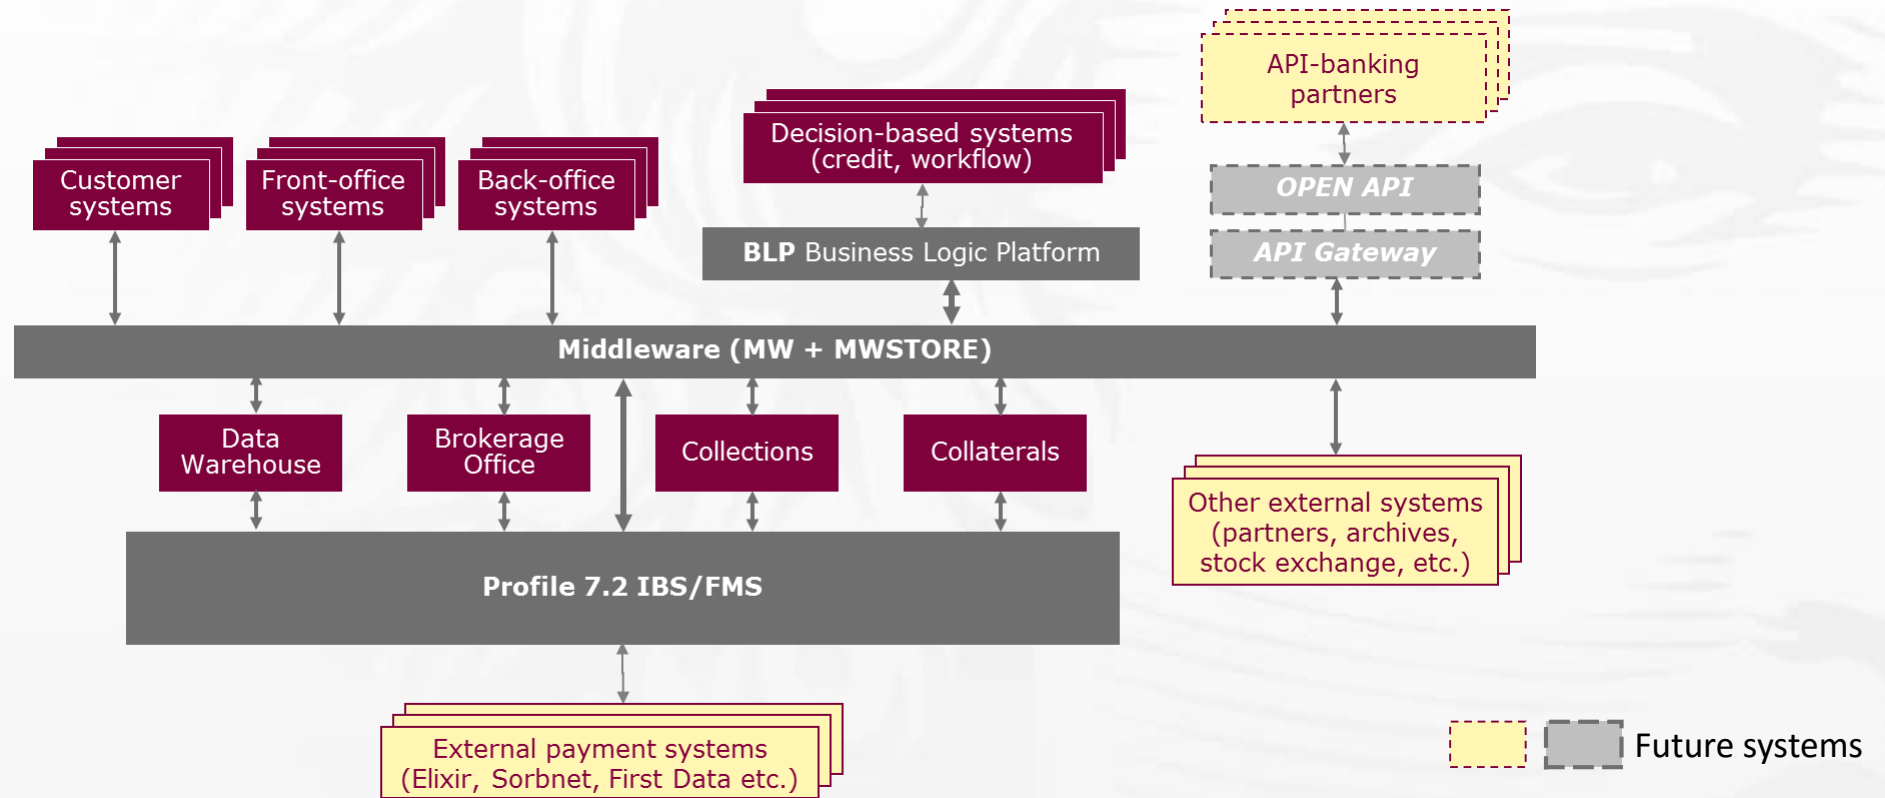 API-banking
partners
Decision-based systems
(credit, workflow)
Customer
systems
Front-office
systems
Back-office
systems
OPEN API
BLP Business Logic Platform
API Gateway
Middleware (MW + MWSTORE)
Data
Warehouse
Brokerage
Office
Collections
Collaterals
Other external systems
(partners, archives,
stock exchange, etc.)
Profile 7.2 IBS/FMS
External payment systems
(Elixir, Sorbnet, First Data etc.)
Future systems